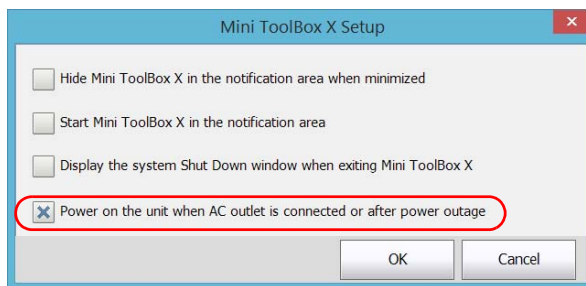 Mini ToolBox X Setup
Hide Mini ToolBox X in the notification area when minimized
Start Mini ToolBox X in the notification area
Display the system Shut Down window when exiting Mini ToolBox X
Power on the unit when AC outlet is connected or after power outage
OK Cancel